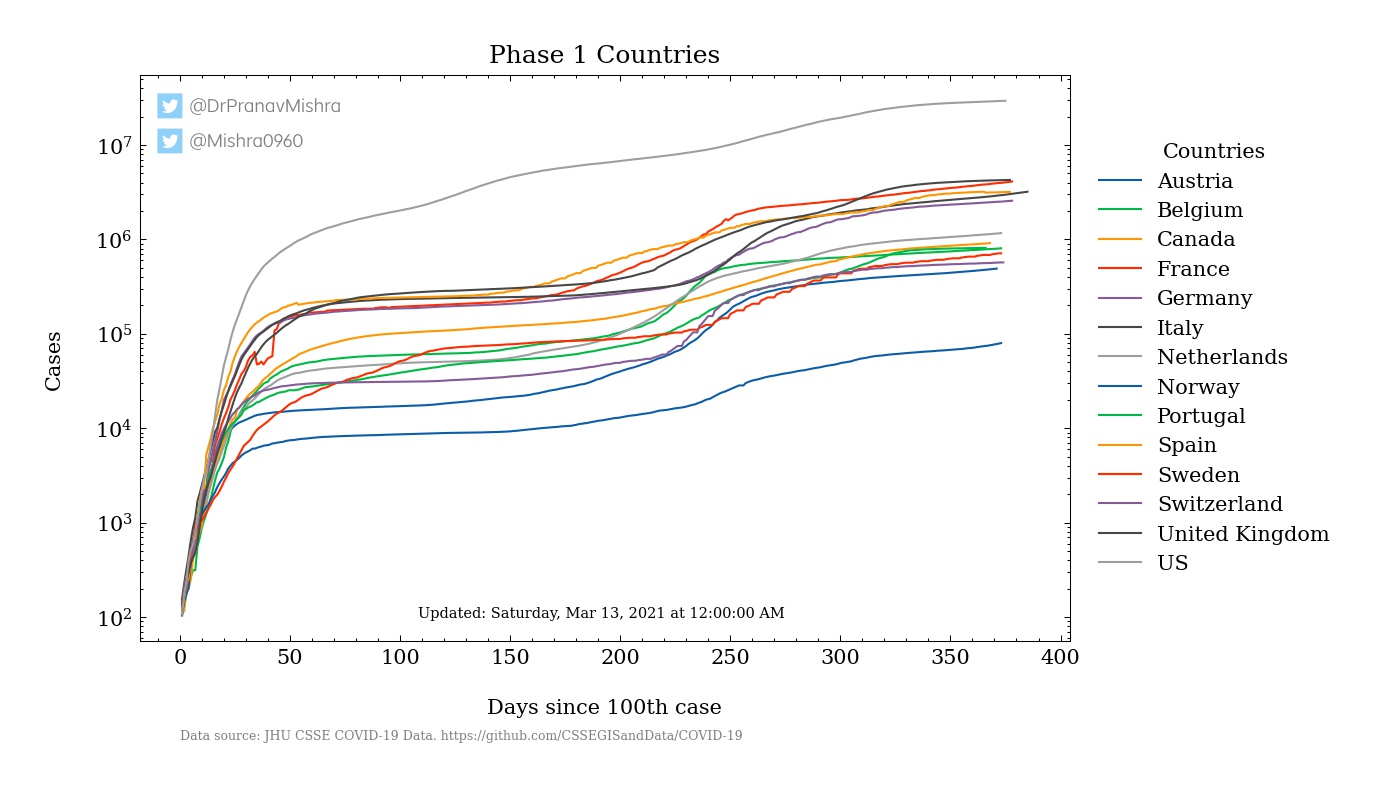 Phase 1 Countries
@DrPranavMishra
@Mishra0960
10^7
10^6
10^5
10^4
10^3
10^2
Cases
Updated: Saturday, Mar 13, 2021 at 12:00:00 AM
0 50 100 150 200 250 300 350 400
Days since 100th case
Data source: JHU CSSE COVID-19 Data. https://github.com/CSSEGISandData/COVID-19
Countries
Austria
Belgium
Canada
France
Germany
Italy
Netherlands
Norway
Portugal
Spain
Sweden
Switzerland
United Kingdom
US